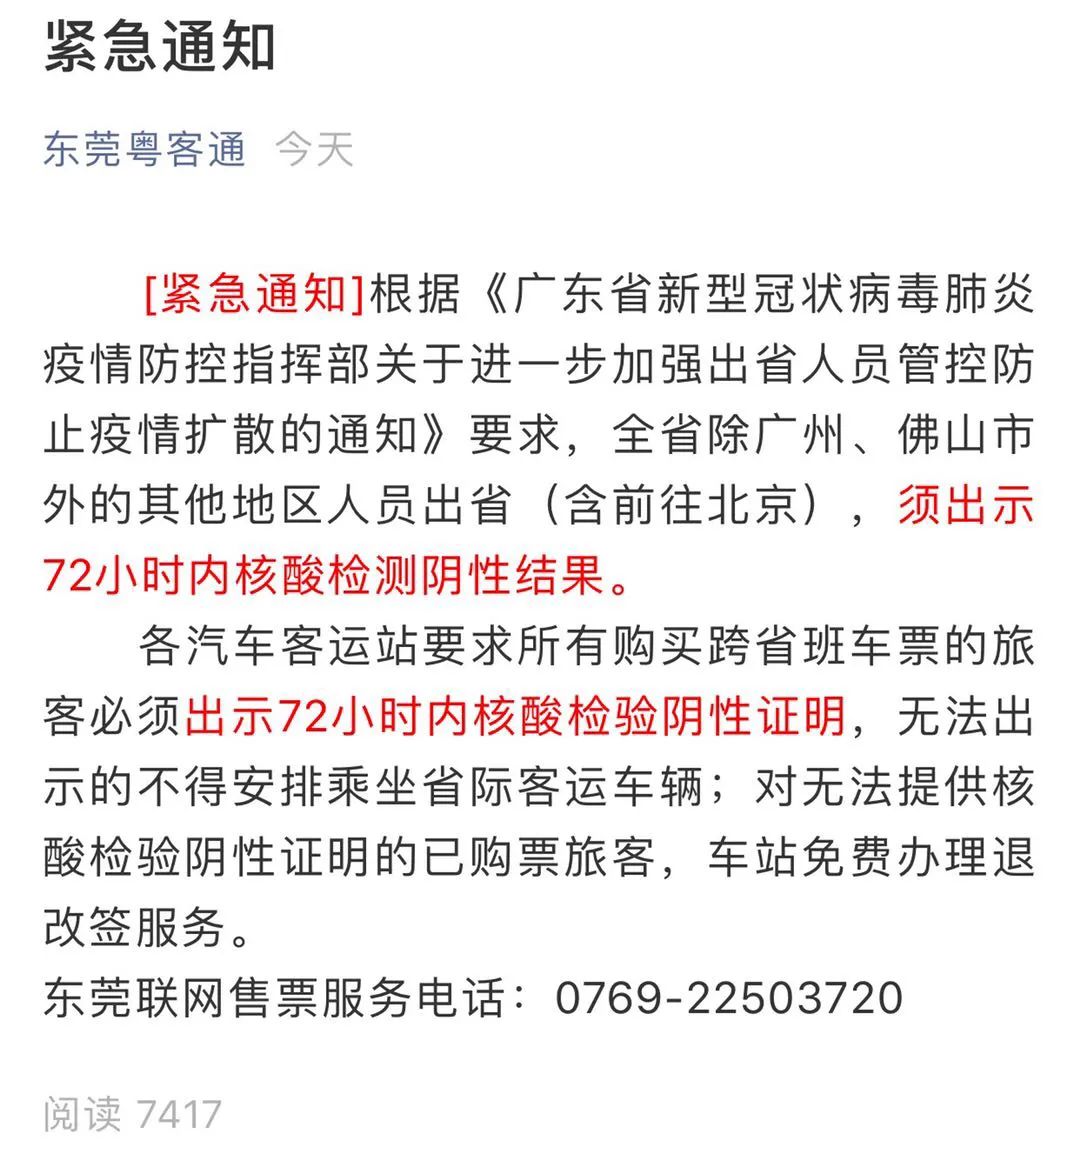 紧急通知
东莞粤客通 今天
[紧急通知]根据《广东省新型冠状病毒肺炎
疫情防控指挥部关于进一步加强出省人员管控防
止疫情扩散的通知》要求，全省除广州、佛山市
外的其他地区人员出省（含前往北京），须出示
72小时内核酸检测阴性结果。
各汽车客运站要求所有购买跨省班车票的旅
客必须出示72小时内核酸检验阴性证明，无法出
示的不得安排乘坐省际客运车辆；对无法提供核
酸检验阴性证明的已购票旅客，车站免费办理退
改签服务。
东莞联网售票服务电话：0769-22503720
阅读 7417